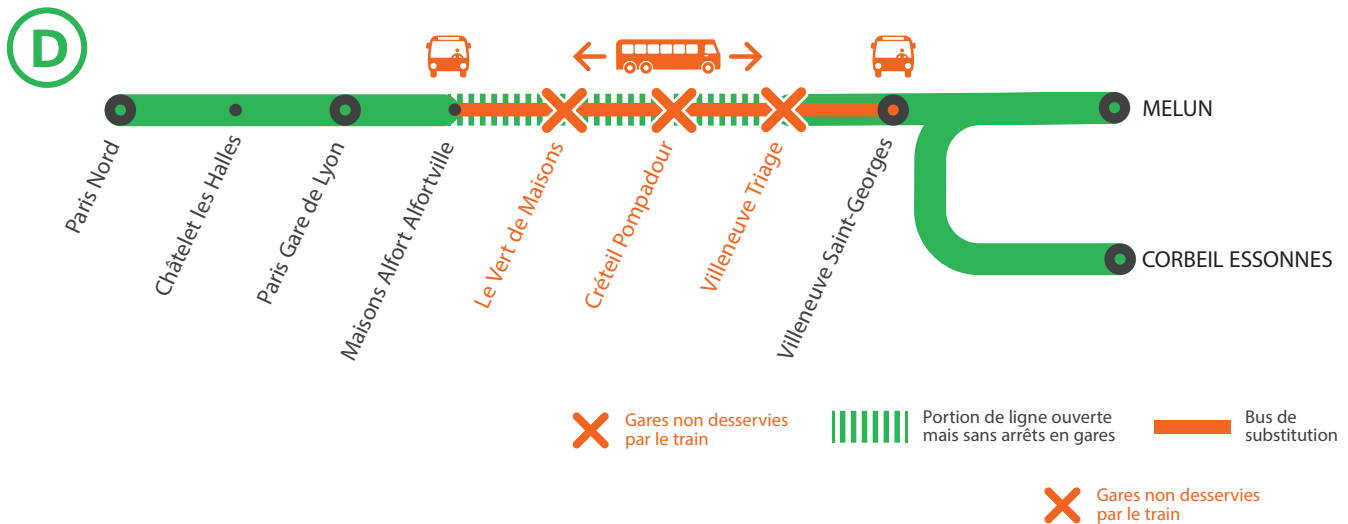 D
Paris Nord
Châtelet les Halles
Paris Gare de Lyon
Maisons Alfort Alfortville
Le Vert de Maisons
Créteil Pompadour
Villeneuve Triage
Villeneuve Saint-Georges
MELUN
CORBEIL ESSONNES
Gares non desservies
par le train
Portion de ligne ouverte
mais sans arrêts en gares
Bus de
substitution
Gares non desservies
par le train